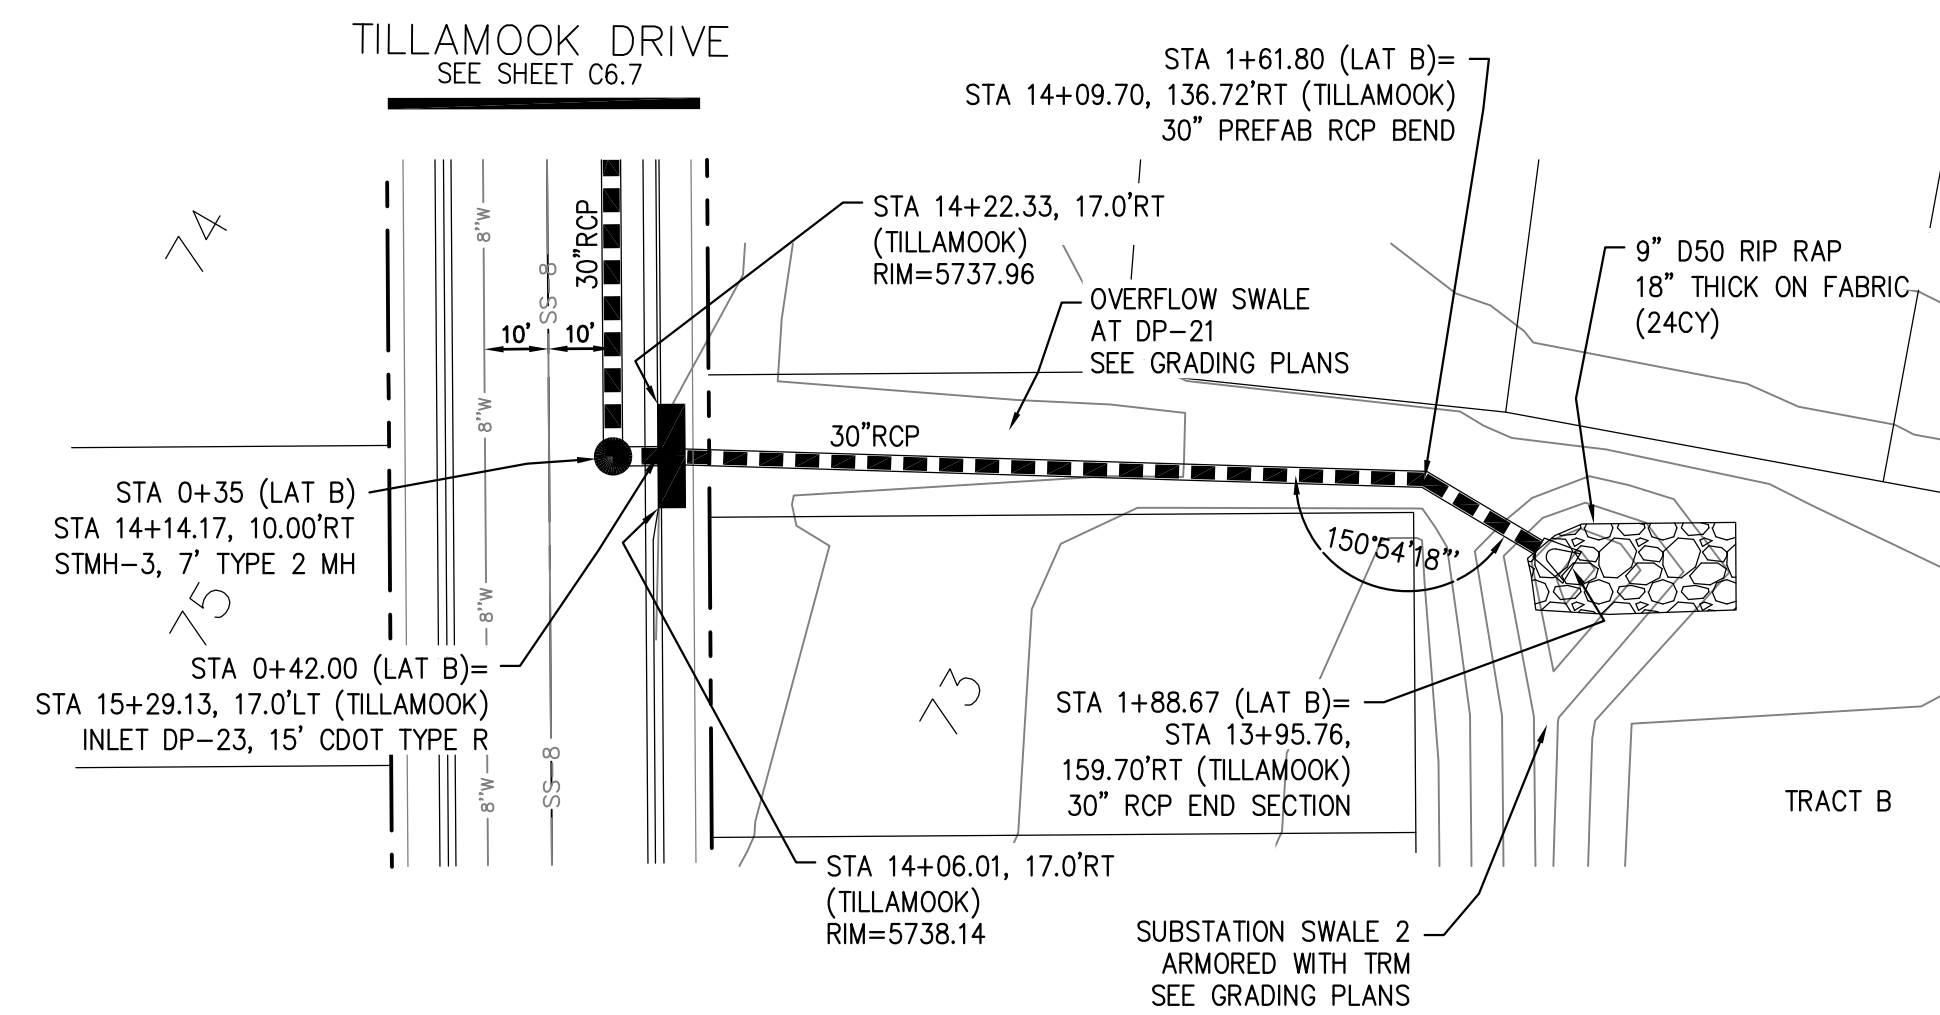 TILLAMOOK DRIVE
SEE SHEET C6.7
STA 1+61.80 (LAT B)=
STA 14+09.70, 136.72'RT (TILLAMOOK)
30" PREFAB RCP BEND
STA 14+22.33, 17.0'RT
(TILLAMOOK)
RIM=5737.96
9" D50 RIP RAP
18" THICK ON FABRIC
(24CY)
OVERFLOW SWALE
AT DP-21
SEE GRADING PLANS
74
8"W
30"RCP
SS-8
10'
10'
8"W
30"RCP
STA 0+35 (LAT B)
STA 14+14.17, 10.00'RT
STMH-3, 7' TYPE 2 MH
150°54'18"
75
8"W
STA 0+42.00 (LAT B)=
STA 15+29.13, 17.0'LT (TILLAMOOK)
INLET DP-23, 15' CDOT TYPE R
73
STA 1+88.67 (LAT B)=
STA 13+95.76,
159.70'RT (TILLAMOOK)
30" RCP END SECTION
8"W
SS-8
TRACT B
STA 14+06.01, 17.0'RT
(TILLAMOOK)
RIM=5738.14
SUBSTATION SWALE 2
ARMORED WITH TRM
SEE GRADING PLANS